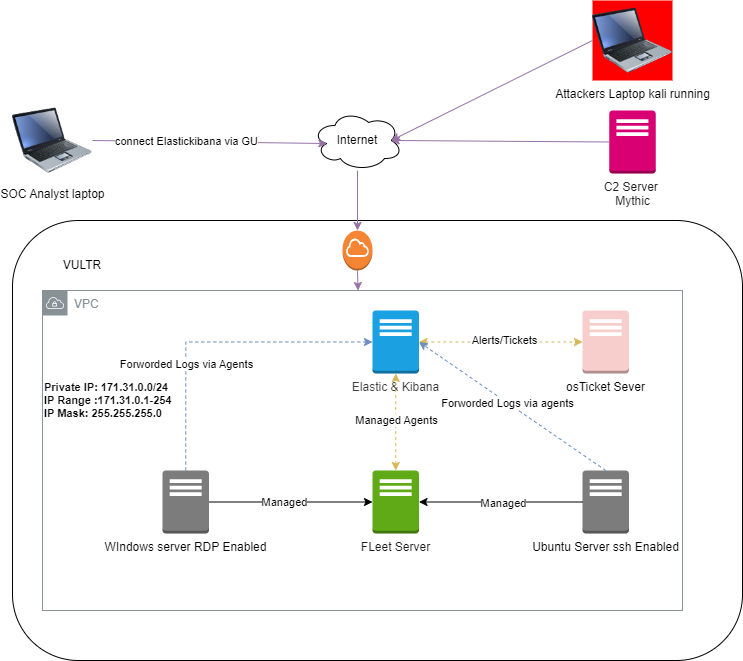 Attackers Laptop kali running
connect Elastickibana via GU
Internet
SOC Analyst laptop
C2 Server
Mythic
VULTR
VPC
Alerts/Tickets
Forworded Logs via Agents
Elastic & Kibana
osTicket Sever
Private IP: 171.31.0.0/24
IP Range :171.31.0.1-254
IP Mask: 255.255.255.0
Forworded Logs via agents
Managed Agents
Managed
Managed
WIndows server RDP Enabled
FLeet Server
Ubuntu Server ssh Enabled